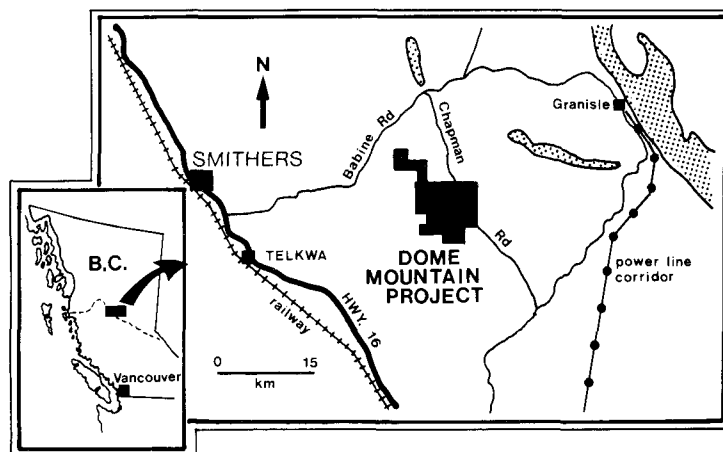 N
Granisle
Babine Rd
Chapman
Rd
SMITHERS
TELKWA
DOME
MOUNTAIN
PROJECT
power line
corridor
HWY. 16
railway
0 15
km
B.C.
Vancouver